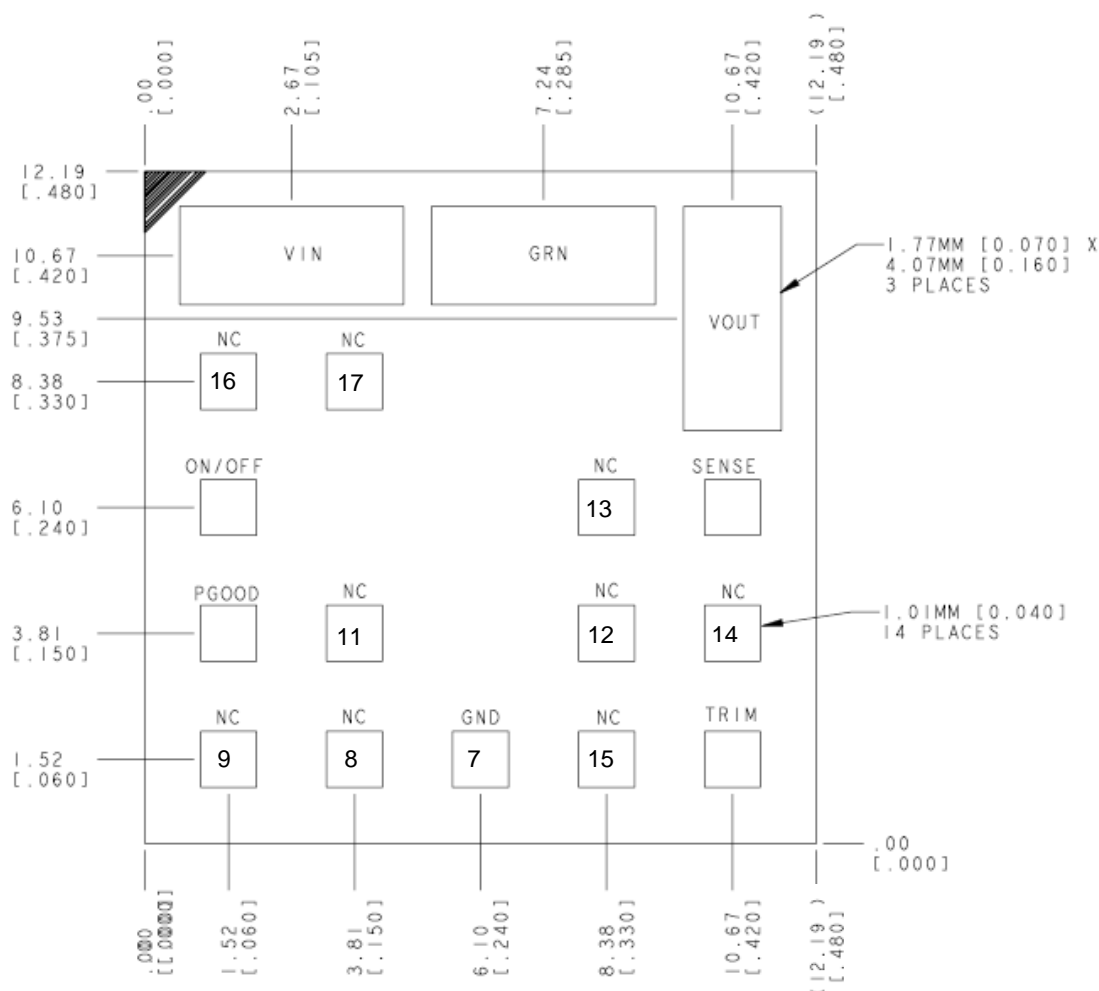 .00
[.0000]
2.67
[.105]
7.24
[.285]
10.67
[.420]
(12.19 )
[.480]
12.19
[.480]
10.67
[.420]
VIN
GRN
1.77MM [0.070] X
4.07MM [0.160]
3 PLACES
9.53
[.375]
VOUT
NC
NC
8.38
[.330]
16
17
ON/OFF
NC
SENSE
6.10
[.240]
13
PGOOD
NC
NC
NC
3.81
[.150]
11
12
14
1.01MM [0.040]
14 PLACES
NC
NC
GND
NC
TRIM
1.52
[.060]
9
8
7
15
.00
[.000]
1.52
[.060]
3.81
[.150]
6.10
[.240]
8.38
[.330]
10.67
[.420]
(12.19 )
[.480]